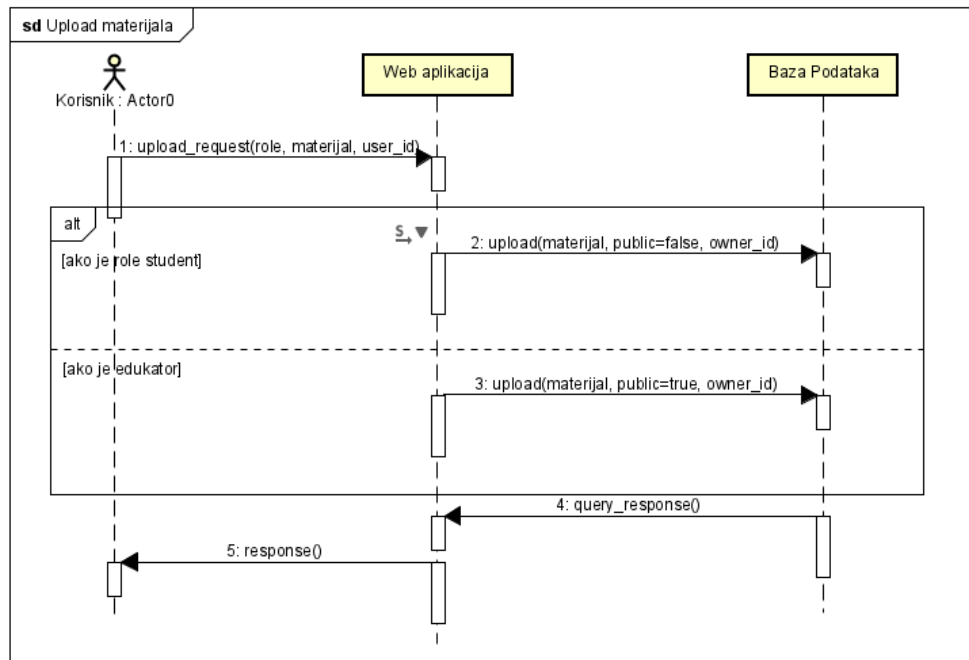 sd Upload materijala
Korisnik : Actor0
Web aplikacija
Baza Podataka
1: upload_request(role, materijal, user_id)
alt
S
[ako je role student]
2: upload(materijal, public=false, owner_id)
[ako je edukator]
3: upload(materijal, public=true, owner_id)
4: query_response()
5: response()